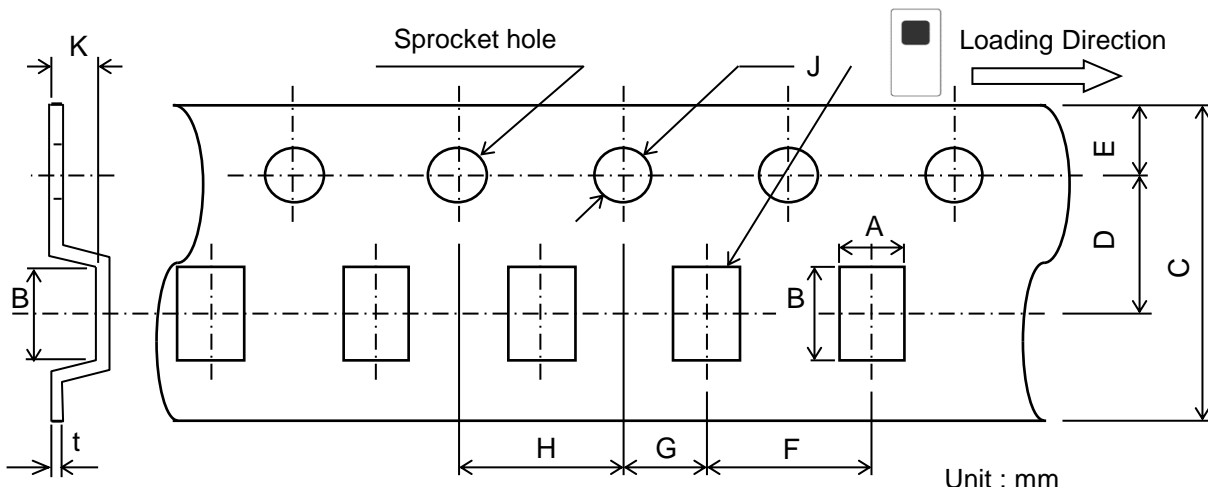 K
Sprocket hole
J
Loading Direction
E
A
D
B
B
C
t
H
G
F
Unit : mm